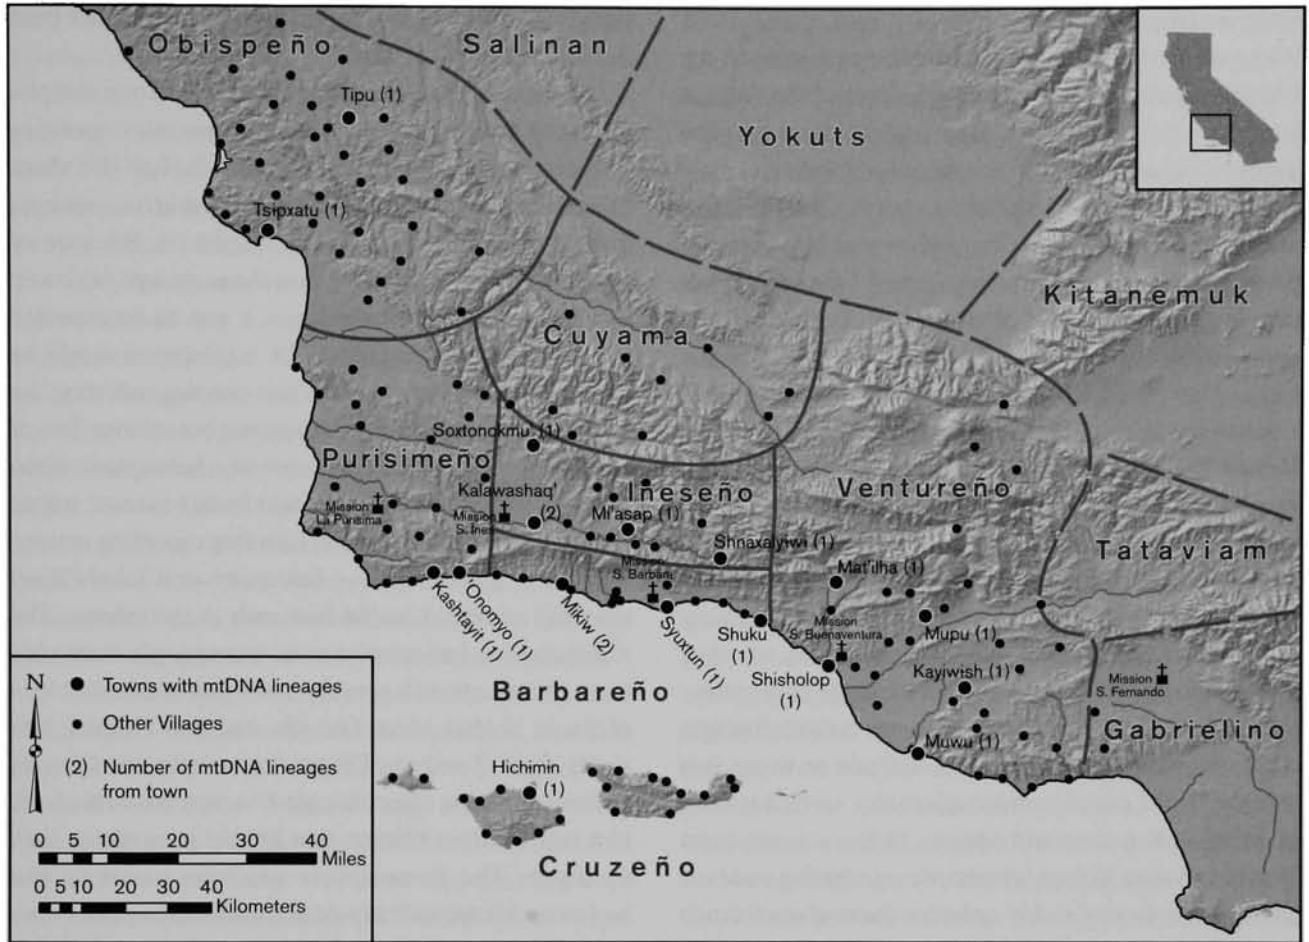 Obispeño
Salinan
Tipu (1)
Yokuts
Tsipxatu (1)
Kitanemuk
Cuyama
Soxtonokmu' (1)
Purisimeño
Kalawashaq'
(2)
Iñeseño
Ventureño
Mission
La Purisima
Mission
S. Ines
Mi'asap (1)
Shnaxalyiwi (1)
Tataviam
Mission
S. Barbara
Mat'ilha (1)
Kashtayit (1)
'Onomyo (1)
Mikiw (2)
Syuxtun (1)
Shuku
(1)
Mission
S. Buenaventura
Mupu (1)
Shisholop
(1)
Kayiwish (1)
Mission
S. Fernando
Barbareño
Gabrielino
Muwu (1)
Hichimin
(1)
Cruzeño
N
Towns with mtDNA lineages
Other Villages
(2) Number of mtDNA lineages
from town
0 5 10 20 30 40
Miles
0 5 10 20 30 40
Kilometers